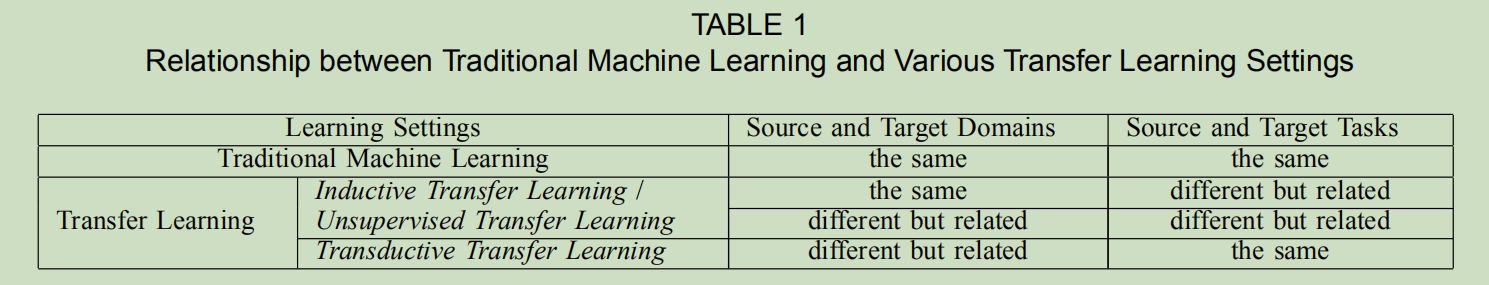 TABLE 1
Relationship between Traditional Machine Learning and Various Transfer Learning Settings
Learning Settings Source and Target Domains Source and Target Tasks
Traditional Machine Learning the same the same
Inductive Transfer Learning / the same different but related
Transfer Learning Unsupervised Transfer Learning different but related different but related
Transductive Transfer Learning different but related the same